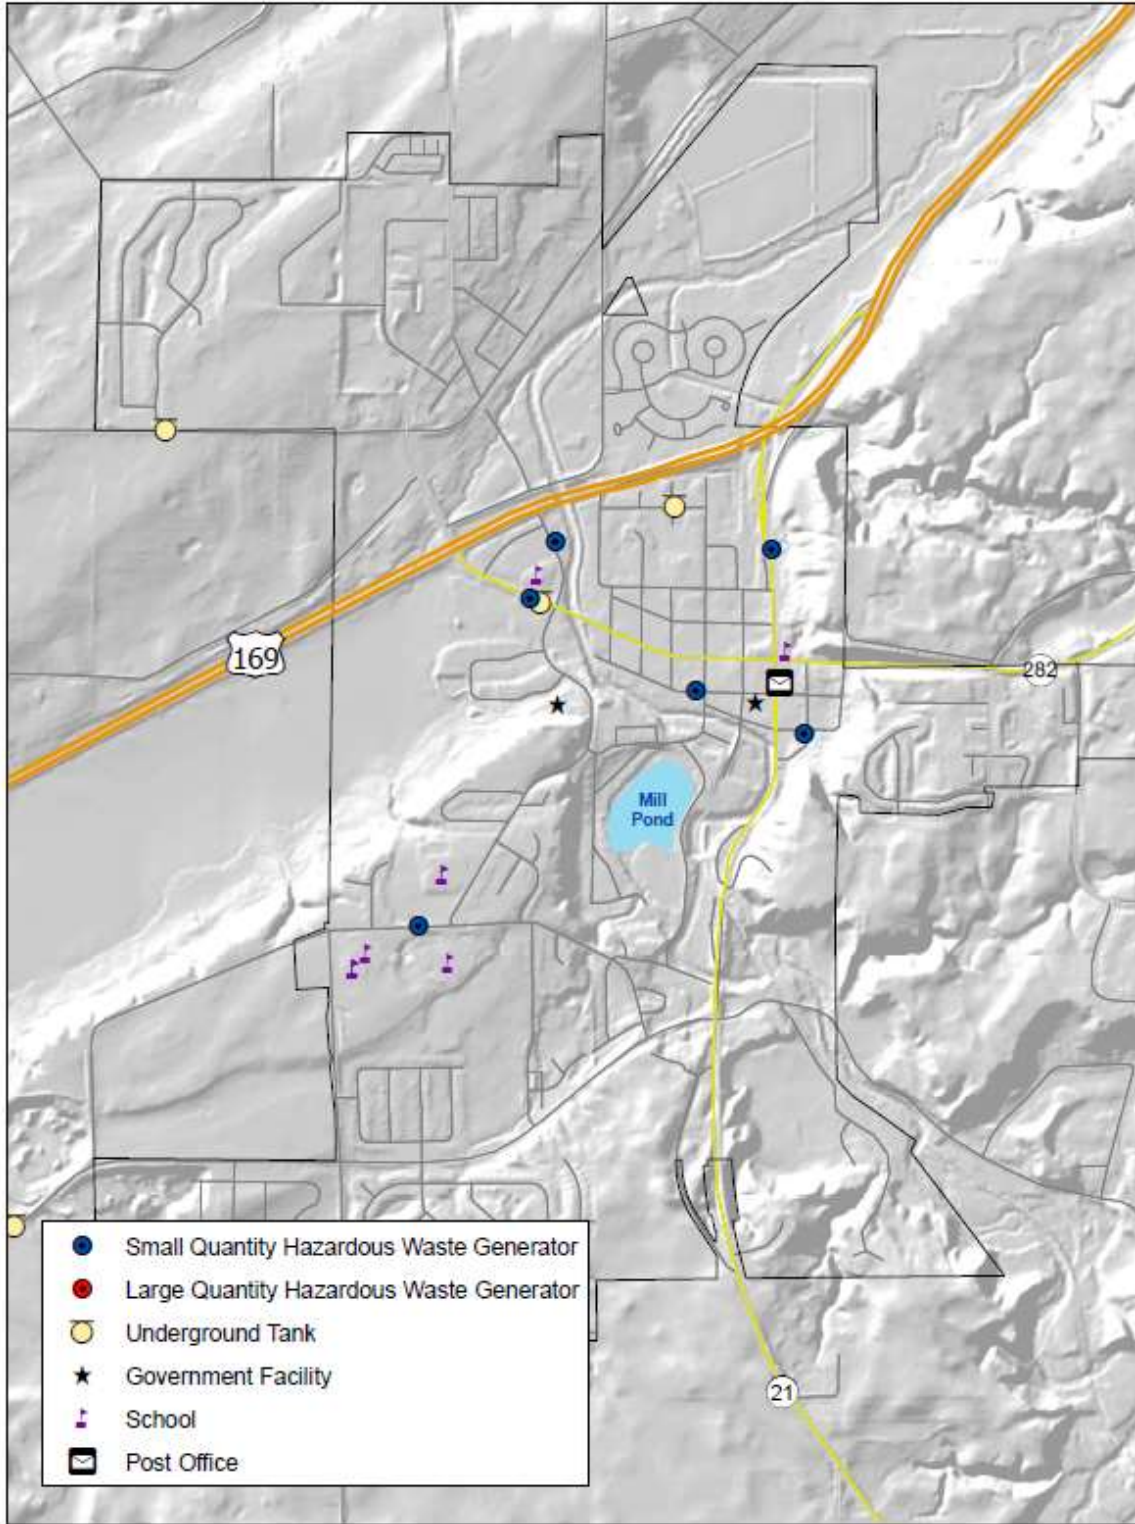 169
282
Mill
Pond
Small Quantity Hazardous Waste Generator
Large Quantity Hazardous Waste Generator
Underground Tank
Government Facility
School
Post Office
21